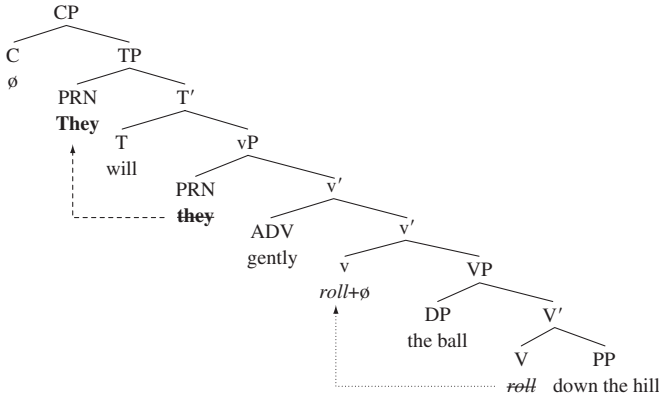 CP
C TP
ø
PRN T′
They
T vP
will
PRN v′
they
ADV v′
gently
v VP
roll+ø
DP V′
the ball
V PP
roll down the hill